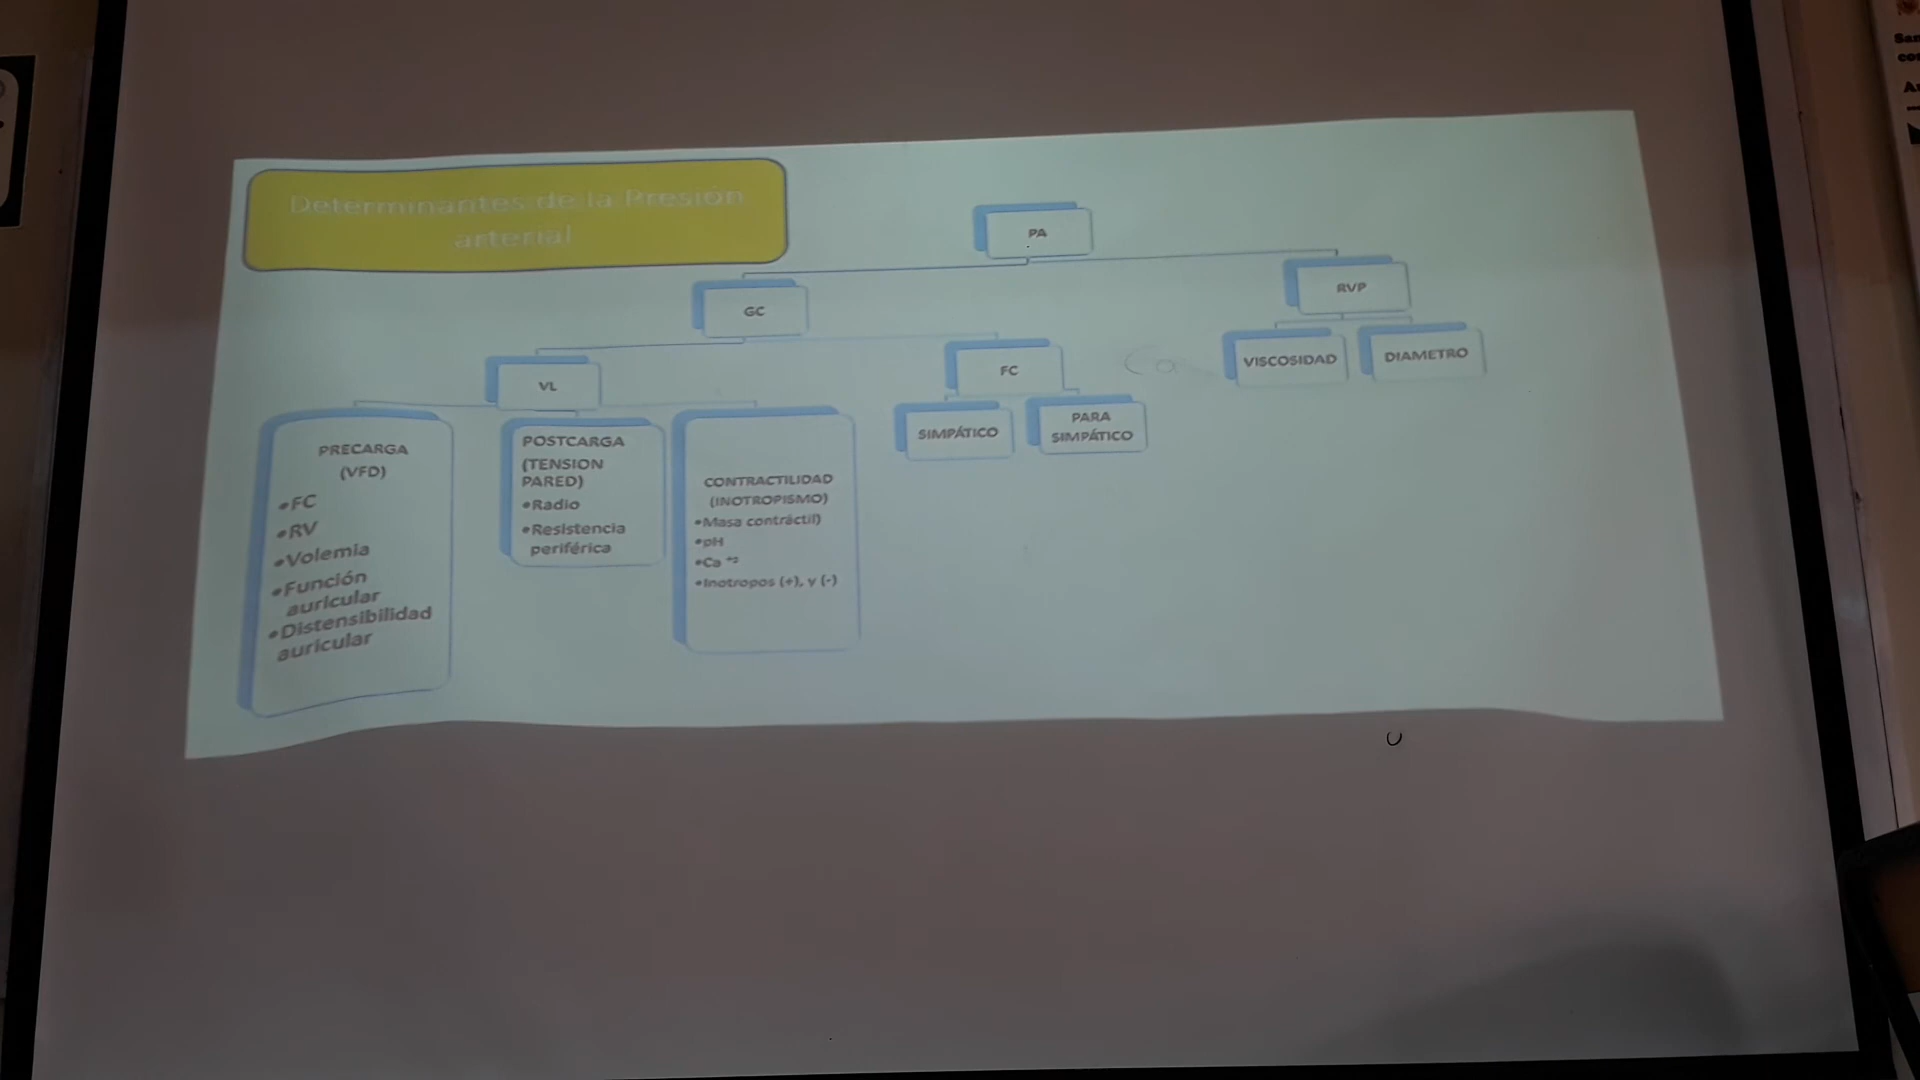 Determinantes de la Presión
arterial
PA
GC
RVP
VL
FC
VISCOSIDAD
DIAMETRO
SIMPÁTICO
PARA
SIMPÁTICO
PRECARGA
(VFD)
•FC
•RV
•Volemia
•Función
auricular
•Distensibilidad
auricular
POSTCARGA
(TENSION
PARED)
•Radio
•Resistencia
periférica
CONTRACTILIDAD
(INOTROPISMO)
•Masa contráctil)
•pH
•Ca
•Inotropos (+), y (-)